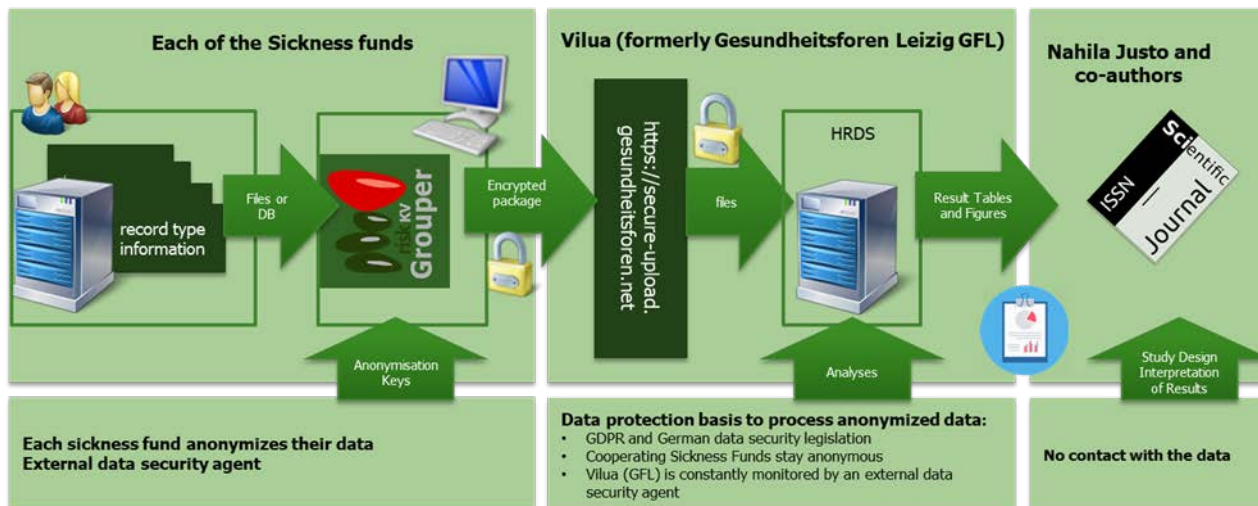 Each of the Sickness funds
record type
information
Files or
DB
riskKV
Grouper
Encrypted
package
Anonymisation
Keys
Each sickness fund anonymizes their data
External data security agent
Vilua (formerly Gesundheitsforen Leizig GFL)
https://secure-upload.
gesundheitsforen.net
files
HRDS
Result Tables
and Figures
Analyses
Data protection basis to process anonymized data:
• GDPR and German data security legislation
• Cooperating Sickness Funds stay anonymous
• Vilua (GFL) is constantly monitored by an external data
security agent
Nahila Justo and
co-authors
ISSN
Scientific
Journal
Study Design
Interpretation
of Results
No contact with the data